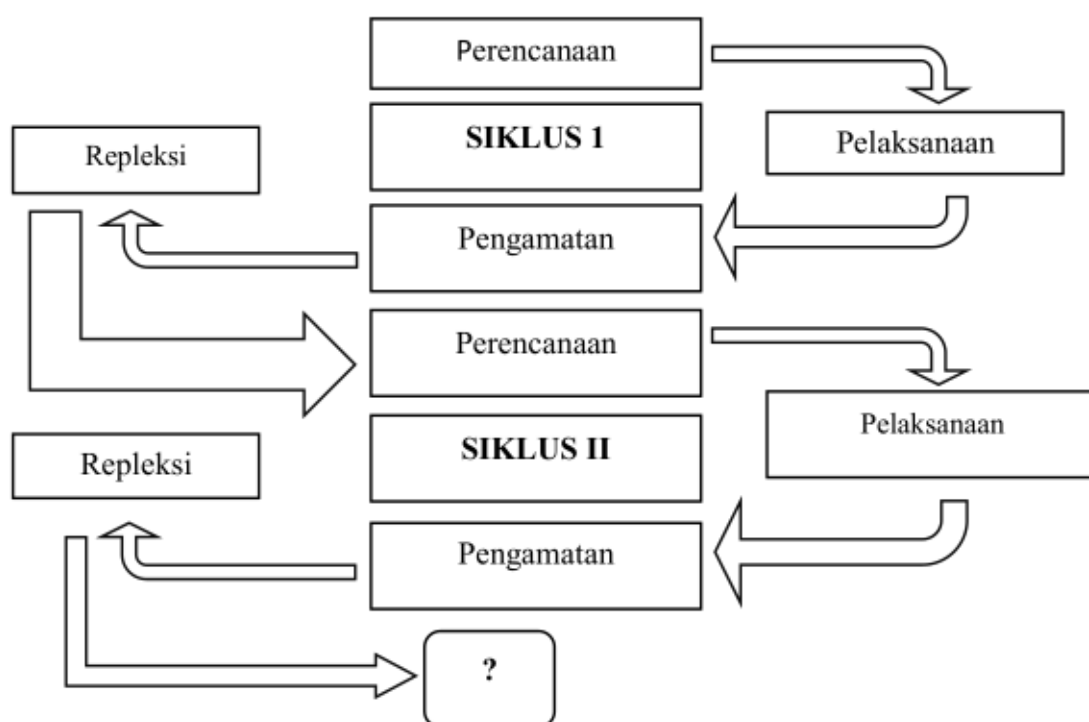 Perencanaan
SIKLUS 1
Pelaksanaan
Repleksi
Pengamatan
Perencanaan
Pelaksanaan
SIKLUS II
Repleksi
Pengamatan
?